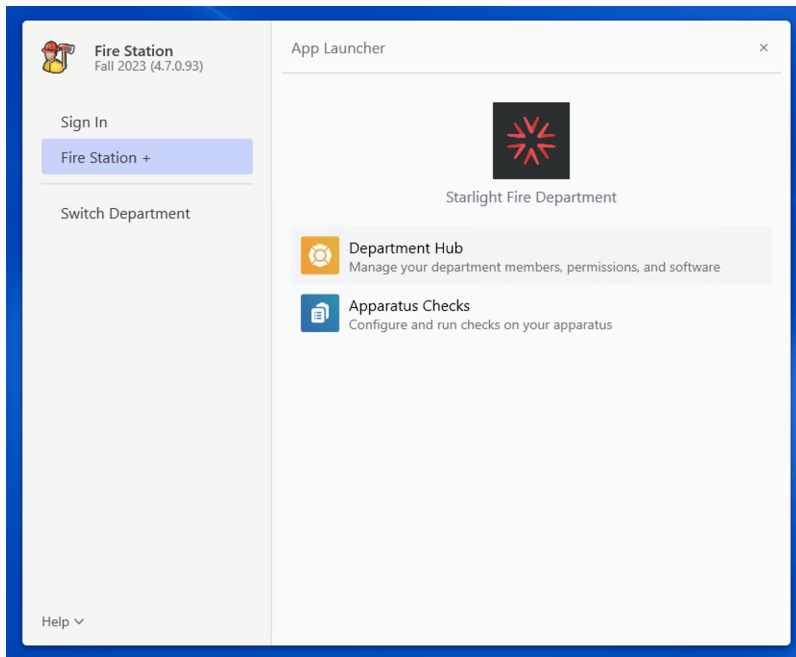 Fire Station
Fall 2023 (4.7.0.93)
Sign In
Fire Station +
Switch Department
Help
App Launcher
×
Starlight Fire Department
Department Hub
Manage your department members, permissions, and software
Apparatus Checks
Configure and run checks on your apparatus